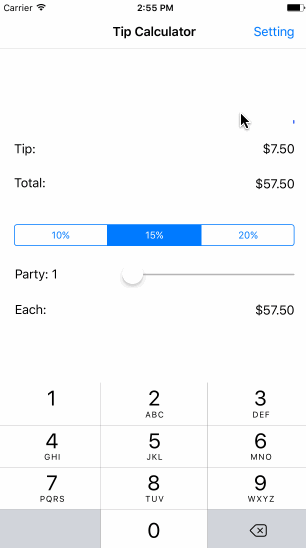 Carrier 2:55 PM
Tip Calculator Setting
Tip: $7.50
Total: $57.50
10% 15% 20%
Party: 1
Each: $57.50
1 2 3
ABC DEF
4 5 6
GHI JKL MNO
7 8 9
PQRS TUV WXYZ
0